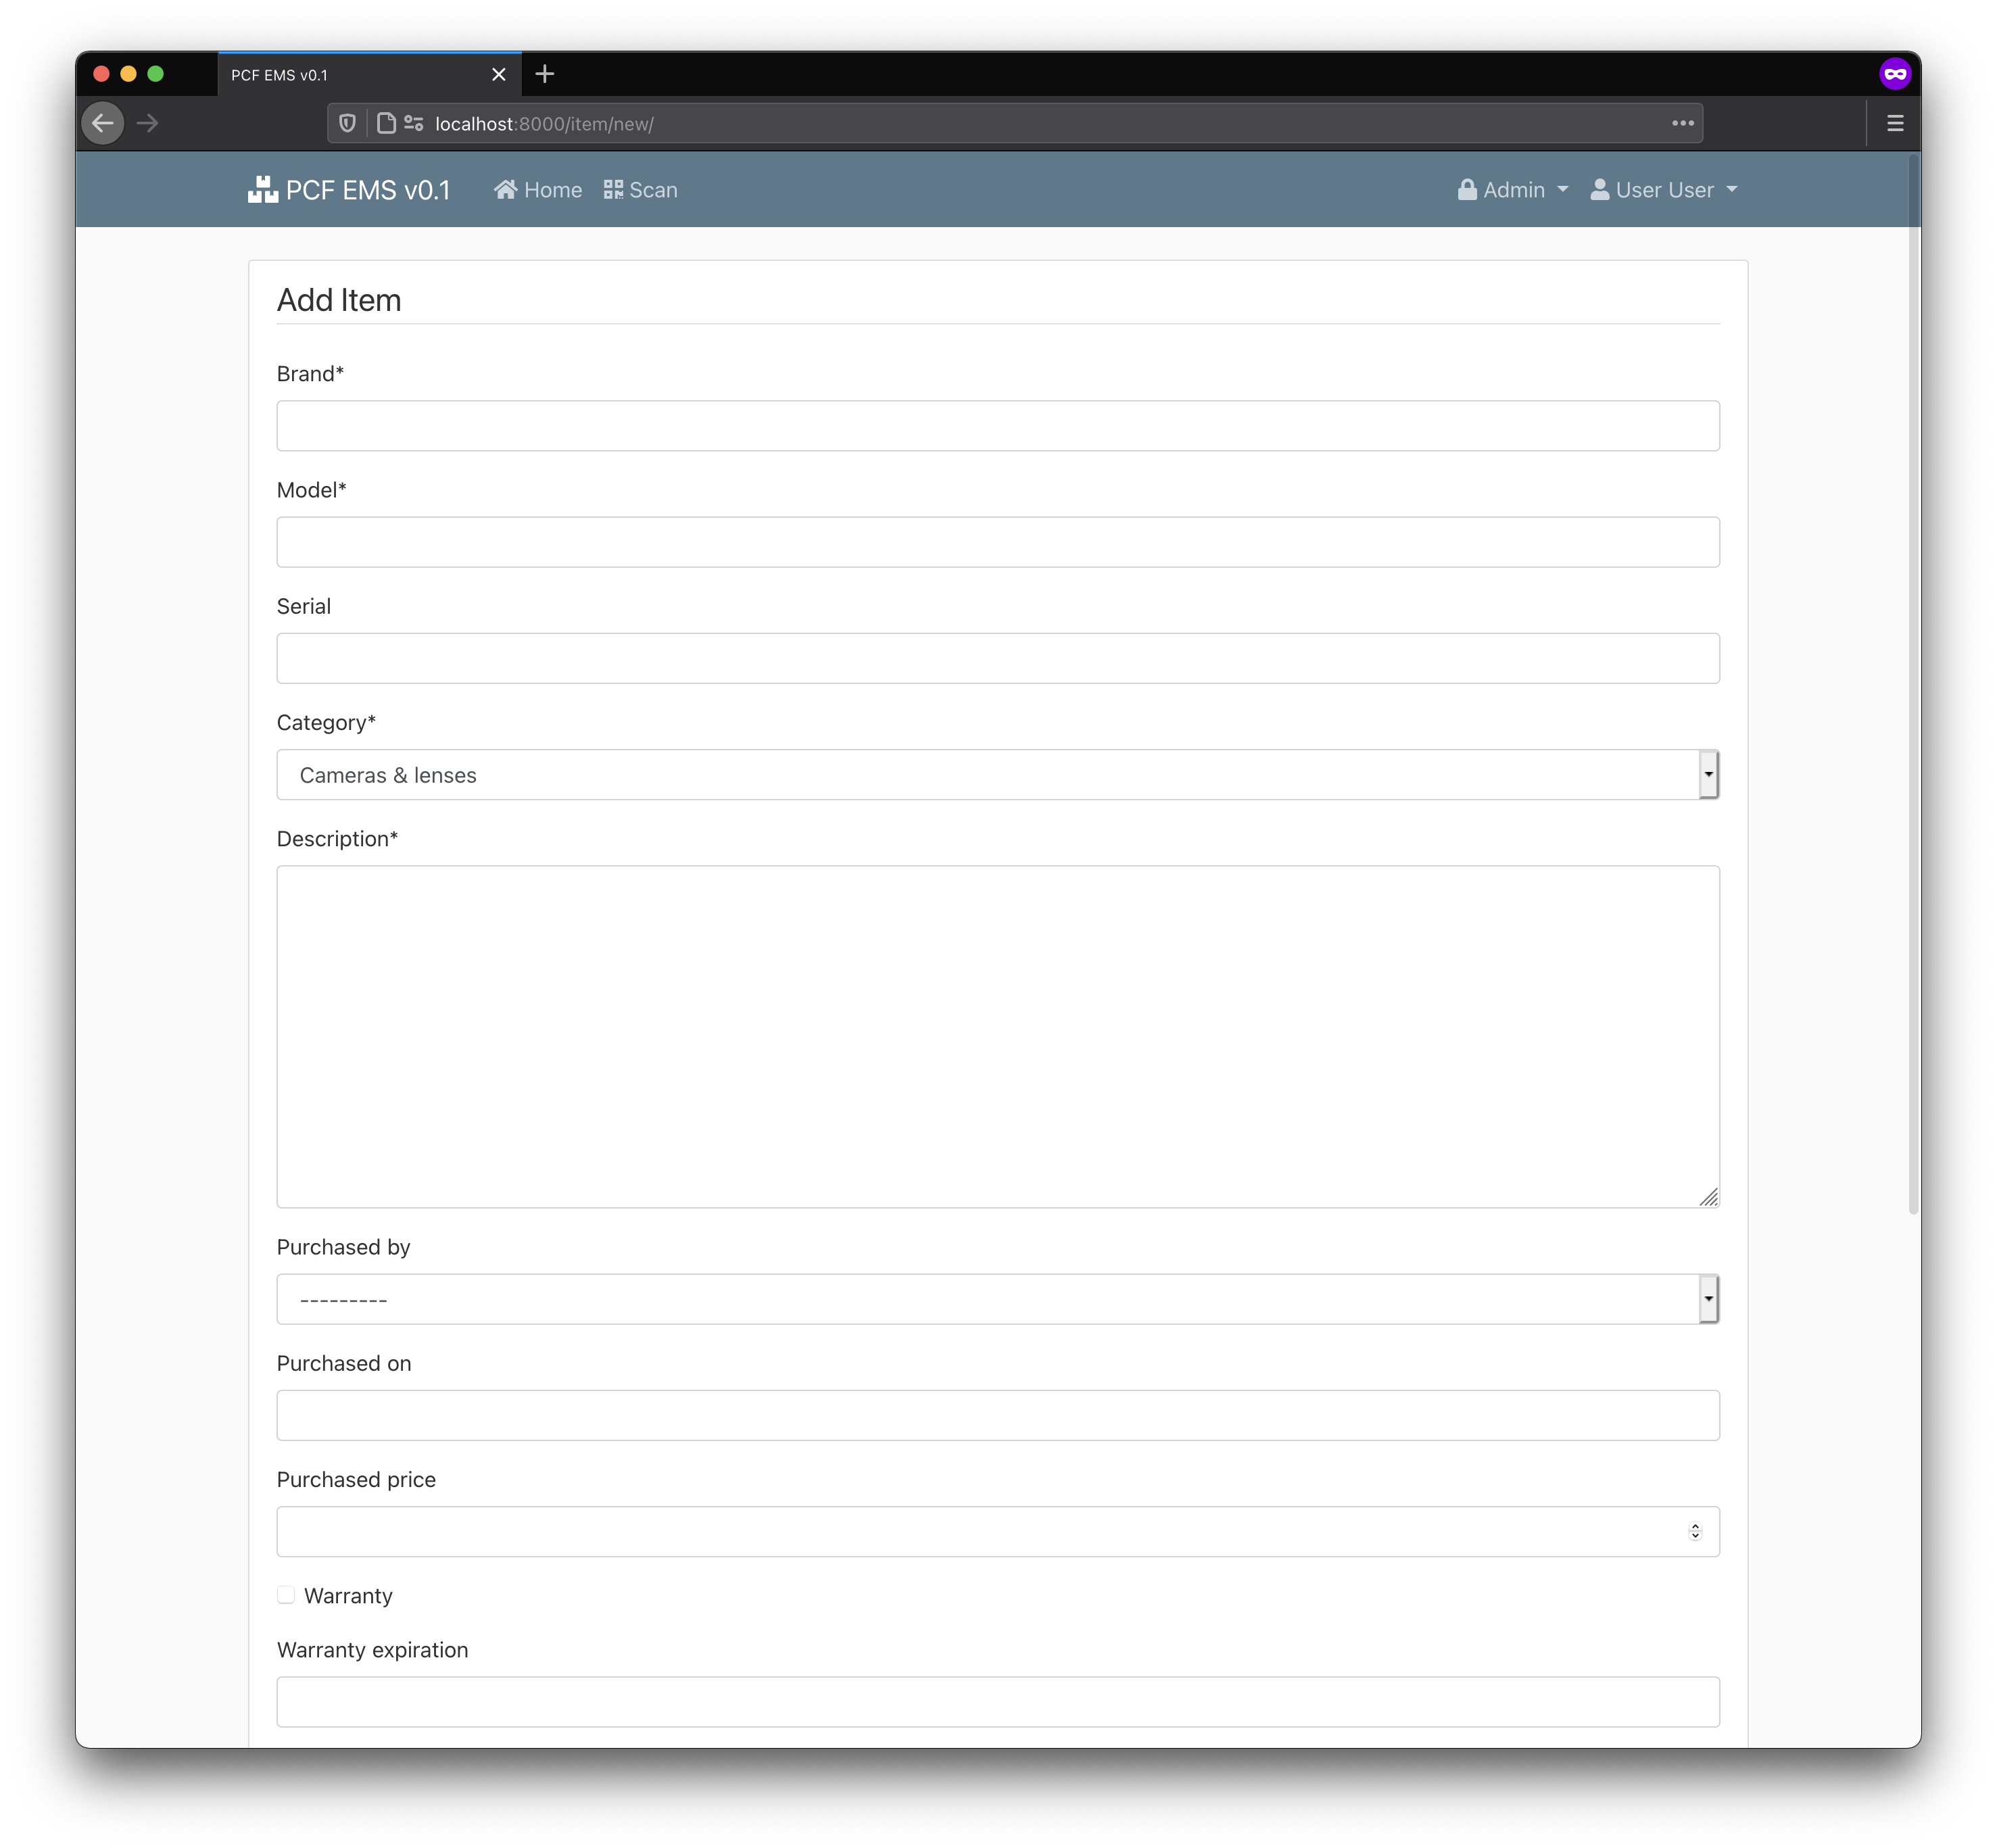 PCF EMS v0.1
localhost:8000/item/new/
PCF EMS v0.1 Home Scan Admin User User
Add Item
Brand*
Model*
Serial
Category*
Cameras & lenses
Description*
Purchased by
---------
Purchased on
Purchased price
Warranty
Warranty expiration